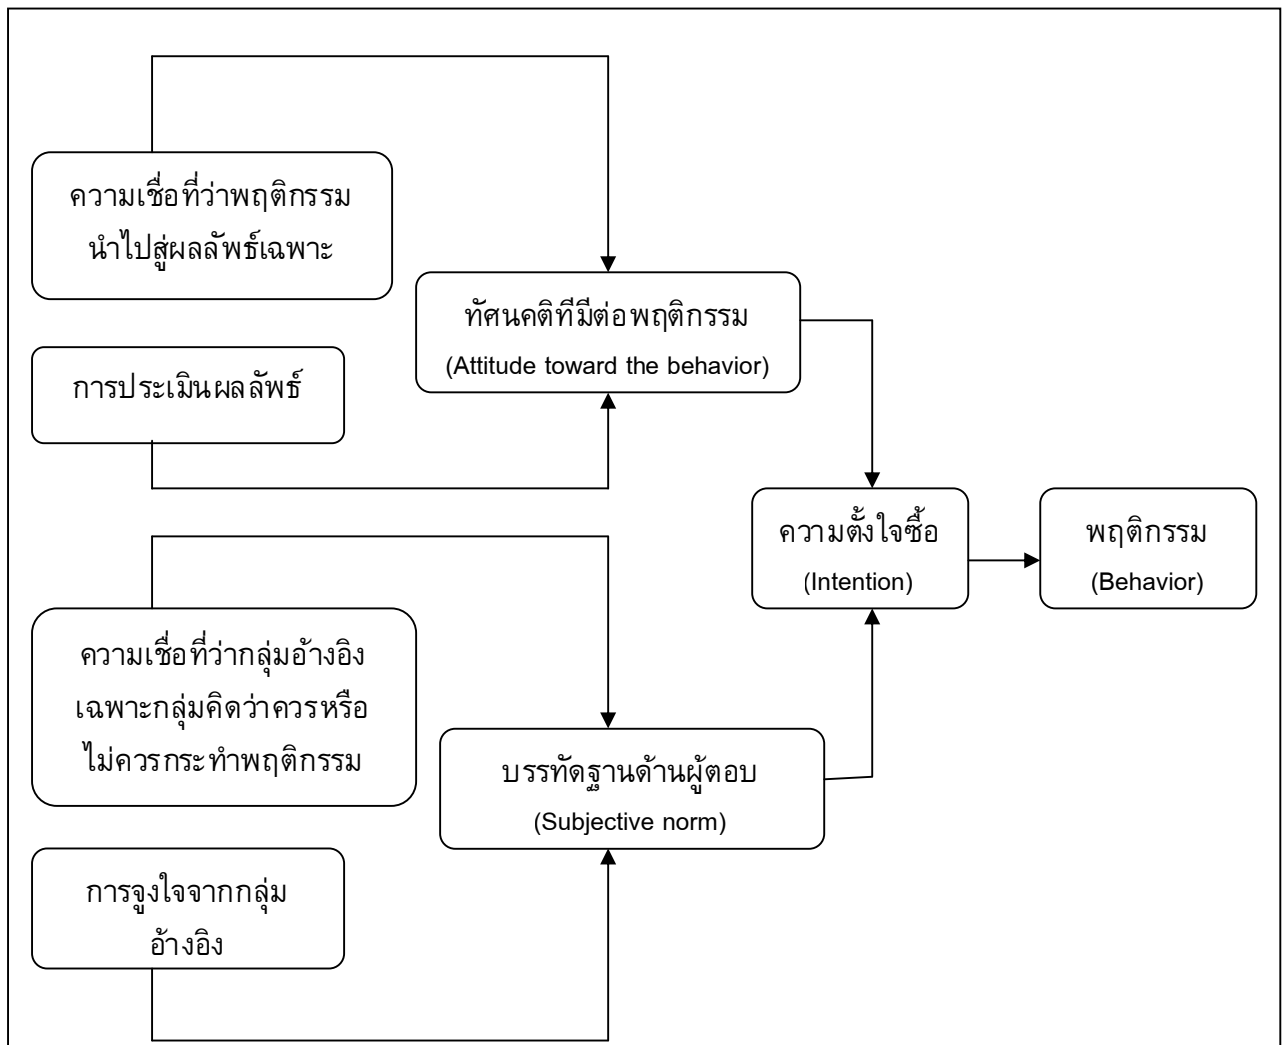 ความเชื่อที่ว่าพฤติกรรม
นำไปสู่ผลลัพธ์เฉพาะ
ทัศนคติทีมีต่อพฤติกรรม
(Attitude toward the behavior)
การประเมินผลลัพธ์
ความตั้งใจซื้อ
(Intention)
พฤติกรรม
(Behavior)
ความเชื่อที่ว่ากลุ่มอ้างอิง
เฉพาะกลุ่มคิดว่าควรหรือ
ไม่ควรกระทำพฤติกรรม
บรรทัดฐานด้านผู้ตอบ
(Subjective norm)
การจูงใจจากกลุ่ม
อ้างอิง